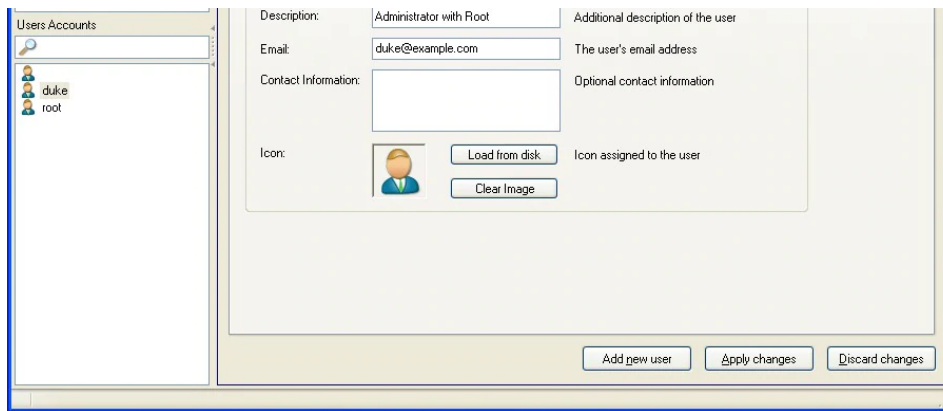 Users Accounts
duke
root
Description: Administrator with Root Additional description of the user
Email: duke@example.com The user's email address
Contact Information: Optional contact information
Icon: Load from disk Icon assigned to the user
Clear Image
Add new user Apply changes Discard changes